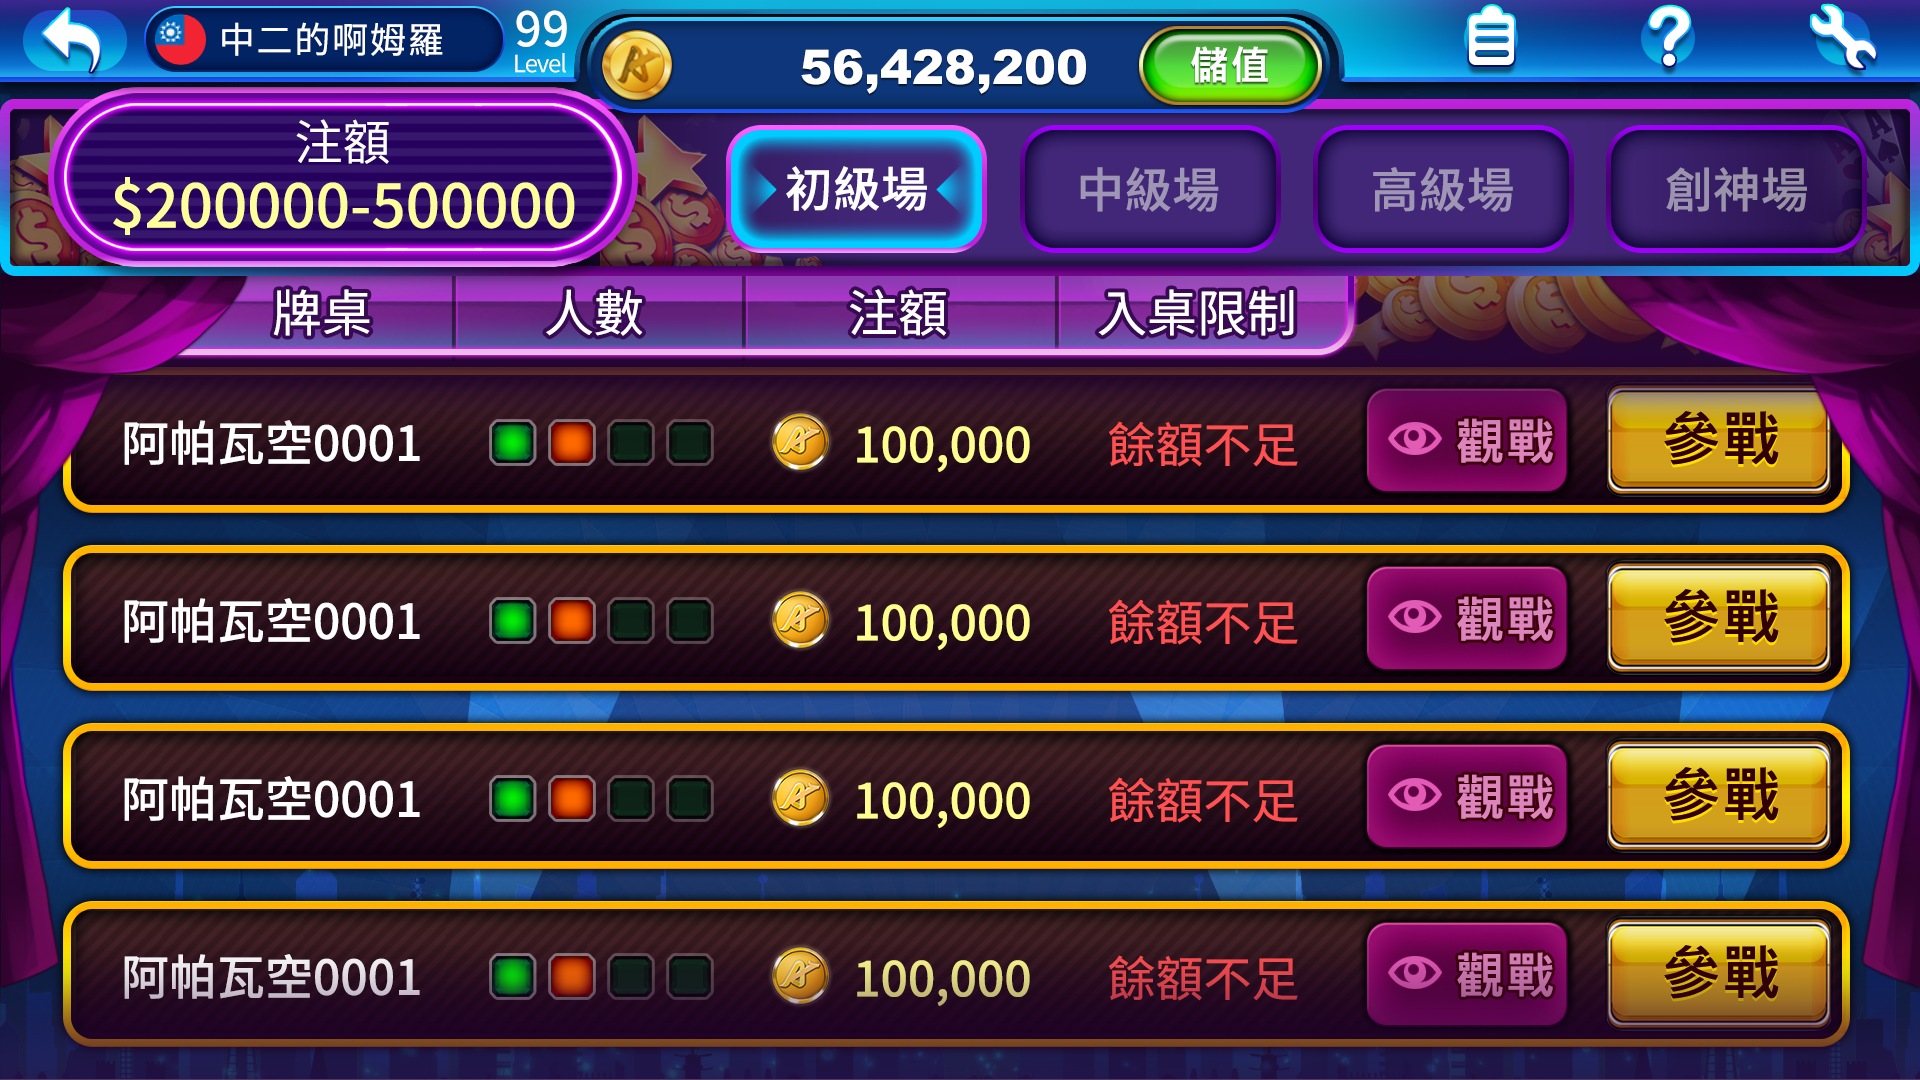 中二的啊姆羅
99
Level
56,428,200
儲值
注額
$200000-500000
初級場
中級場
高級場
創神場
牌桌 人數 注額 入桌限制
阿帕瓦空0001 100,000 餘額不足 觀戰 參戰
阿帕瓦空0001 100,000 餘額不足 觀戰 參戰
阿帕瓦空0001 100,000 餘額不足 觀戰 參戰
阿帕瓦空0001 100,000 餘額不足 觀戰 參戰